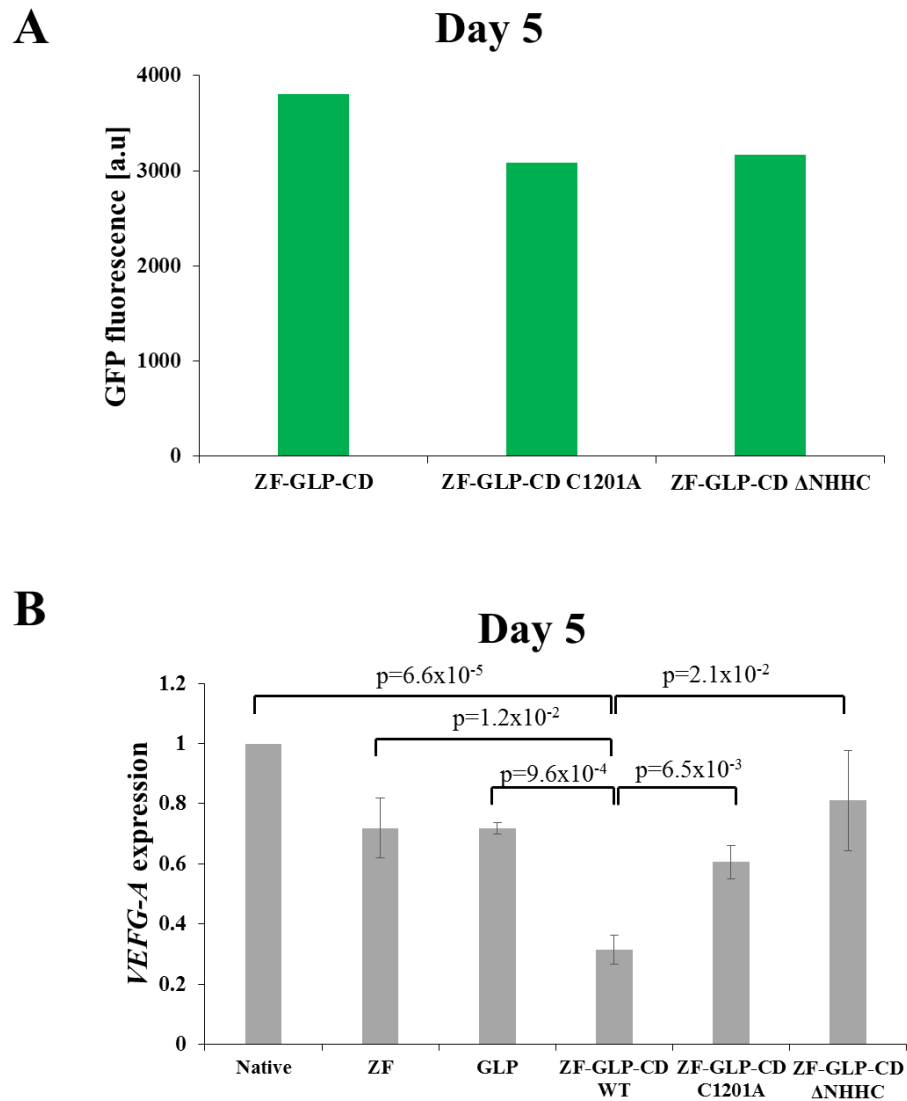 A
Day 5
GFP fluorescence [a.u]
4000
3000
2000
1000
0
ZF-GLP-CD
ZF-GLP-CD C1201A
ZF-GLP-CD ΔNHHC
B
Day 5
VEFG-A expression
1.2
1
0.8
0.6
0.4
0.2
0
p=6.6x10⁻⁵
p=2.1x10⁻²
p=1.2x10⁻²
p=9.6x10⁻⁴
p=6.5x10⁻³
Native
ZF
GLP
ZF-GLP-CD
WT
ZF-GLP-CD
C1201A
ZF-GLP-CD
ΔNHHC